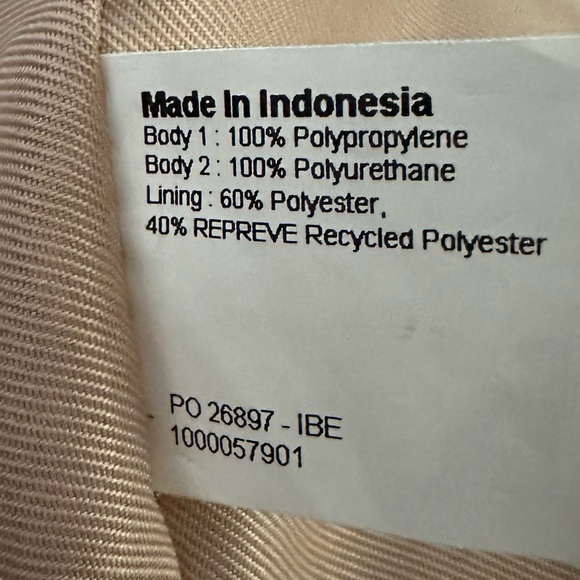 Made In Indonesia
Body 1 : 100% Polypropylene
Body 2 : 100% Polyurethane
Lining : 60% Polyester,
40% REPREVE Recycled Polyester
PO 26897 - IBE
1000057901